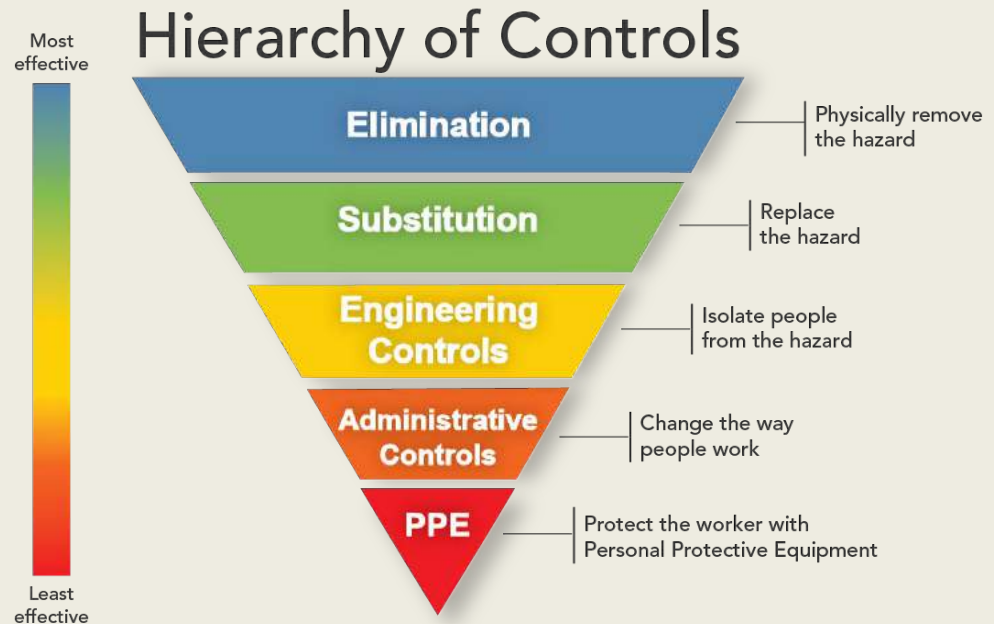 Hierarchy of Controls
Most
effective
Elimination
Physically remove
the hazard
Substitution
Replace
the hazard
Engineering
Controls
Isolate people
from the hazard
Administrative
Controls
Change the way
people work
PPE
Protect the worker with
Personal Protective Equipment
Least
effective